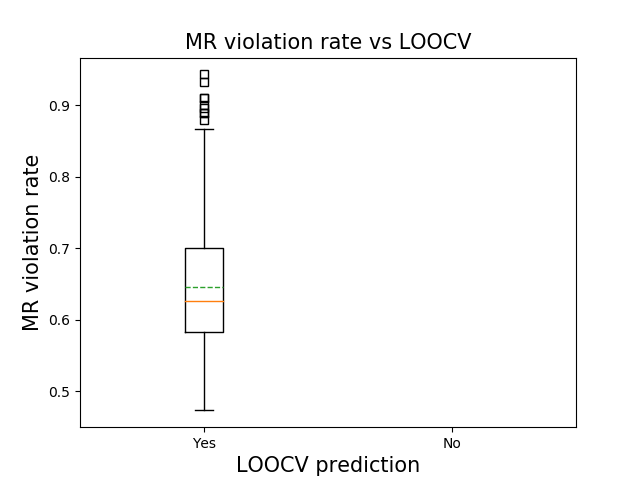 MR violation rate vs LOOCV
MR violation rate
0.9
0.8
0.7
0.6
0.5
Yes
No
LOOCV prediction